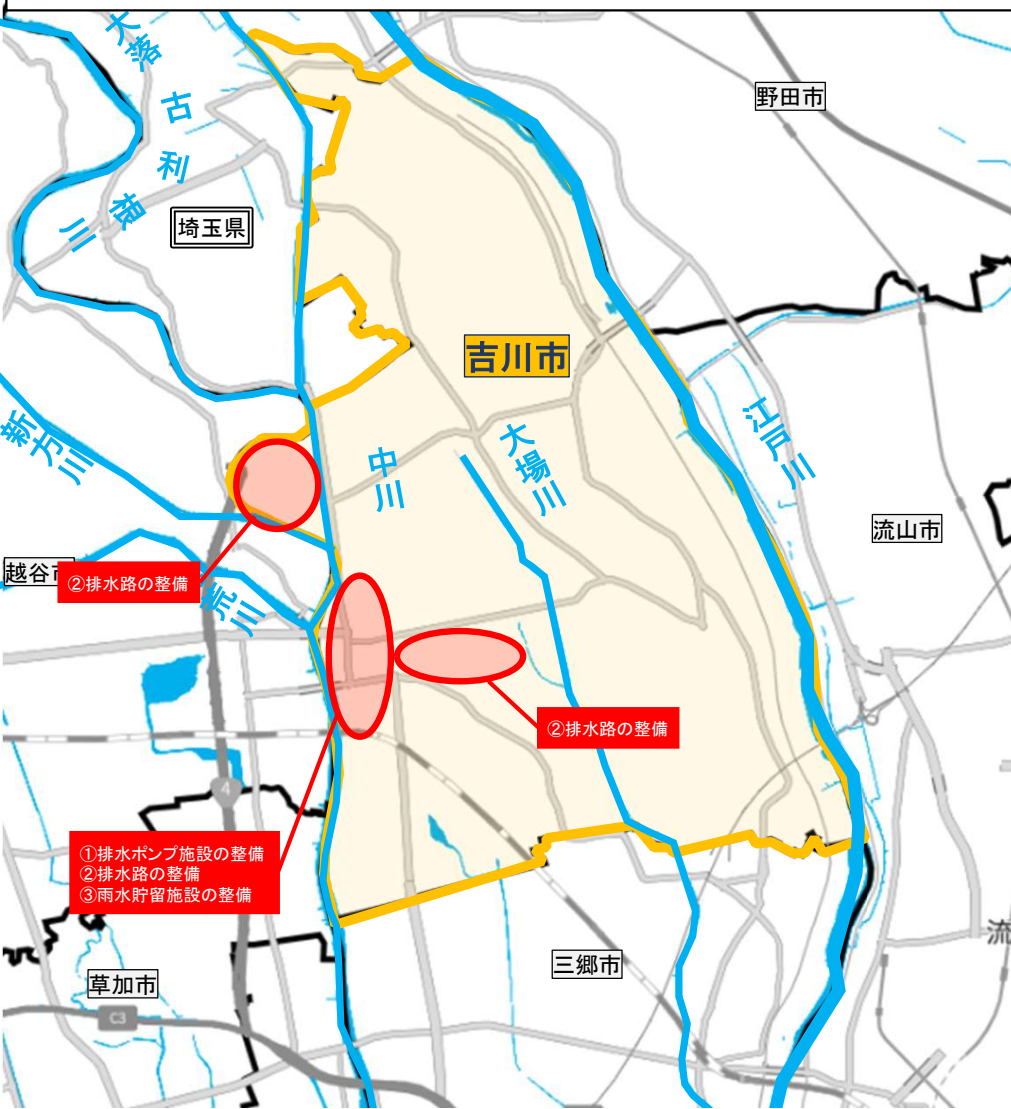 大落
古
利
根
川
野田市
埼玉県
吉川市
新方川
中川
大場川
江戸川
流山市
越谷市
②排水路の整備
荒川
②排水路の整備
4
①排水ポンプ施設の整備
②排水路の整備
③雨水貯留施設の整備
三郷市
草加市
C3
流